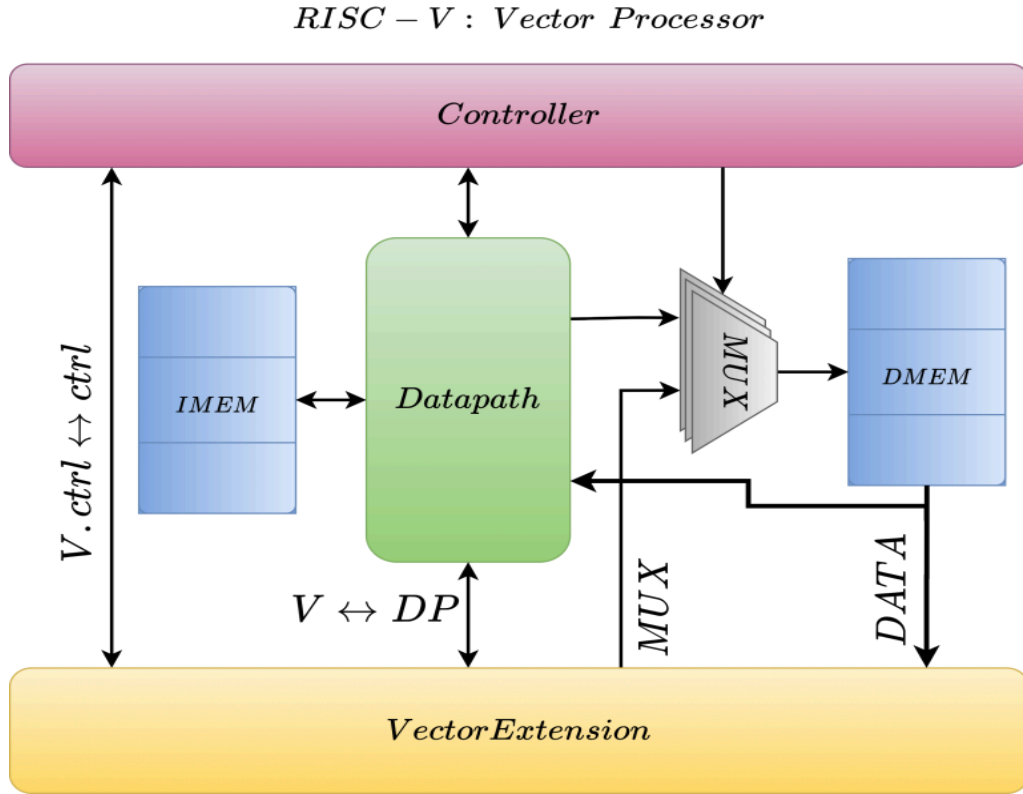 RISC − V : Vector Processor
Controller
V.ctrl ↔ ctrl
IMEM
Datapath
MUX
DMEM
V ↔ DP
MUX
DATA
VectorExtension